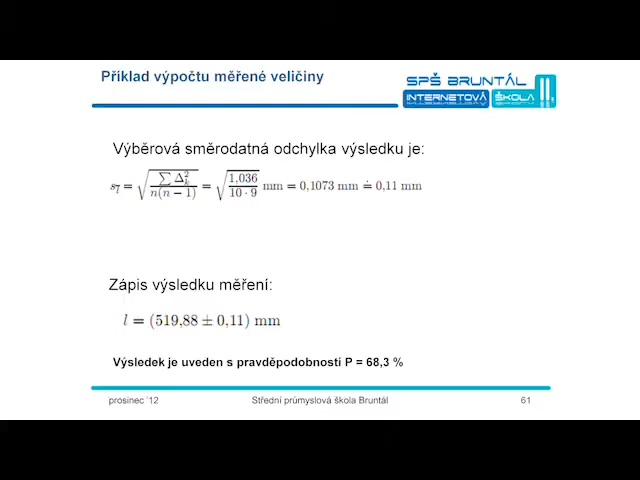 Příklad výpočtu měřené veličiny
SPŠ BRUNTÁL
INTERNETOVÁ ŠKOLA II.
Výběrová směrodatná odchylka výsledku je:
s_l̅ = √(∑ Δ_k² / n(n − 1)) = √(1,036 / 10 · 9) mm = 0,1073 mm ≐ 0,11 mm
Zápis výsledku měření:
l = (519,88 ± 0,11) mm
Výsledek je uveden s pravděpodobností P = 68,3 %
prosinec ´12 Střední průmyslová škola Bruntál 61